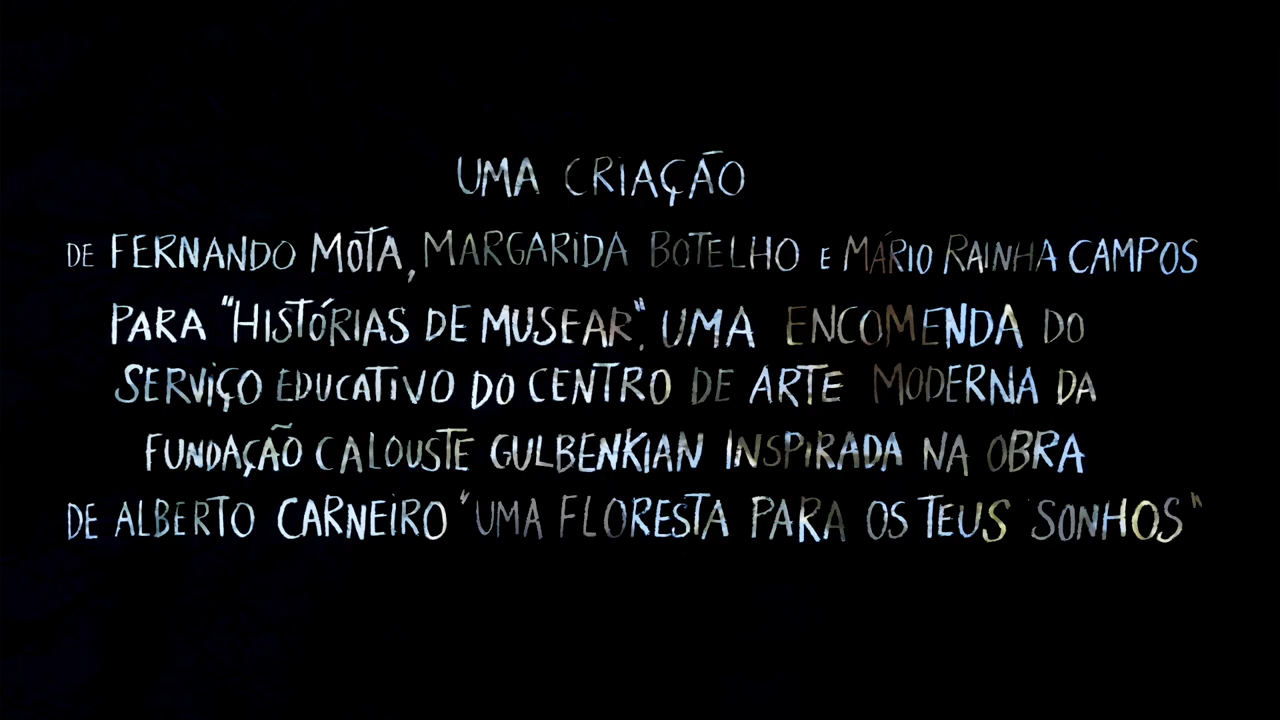 UMA CRIAÇÃO
DE FERNANDO MOTA, MARGARIDA BOTELHO E MÁRIO RAINHA CAMPOS
PARA "HISTÓRIAS DE MUSEAR". UMA ENCOMENDA DO
SERVIÇO EDUCATIVO DO CENTRO DE ARTE MODERNA DA
FUNDAÇÃO CALOUSTE GULBENKIAN INSPIRADA NA OBRA
DE ALBERTO CARNEIRO "UMA FLORESTA PARA OS TEUS SONHOS"